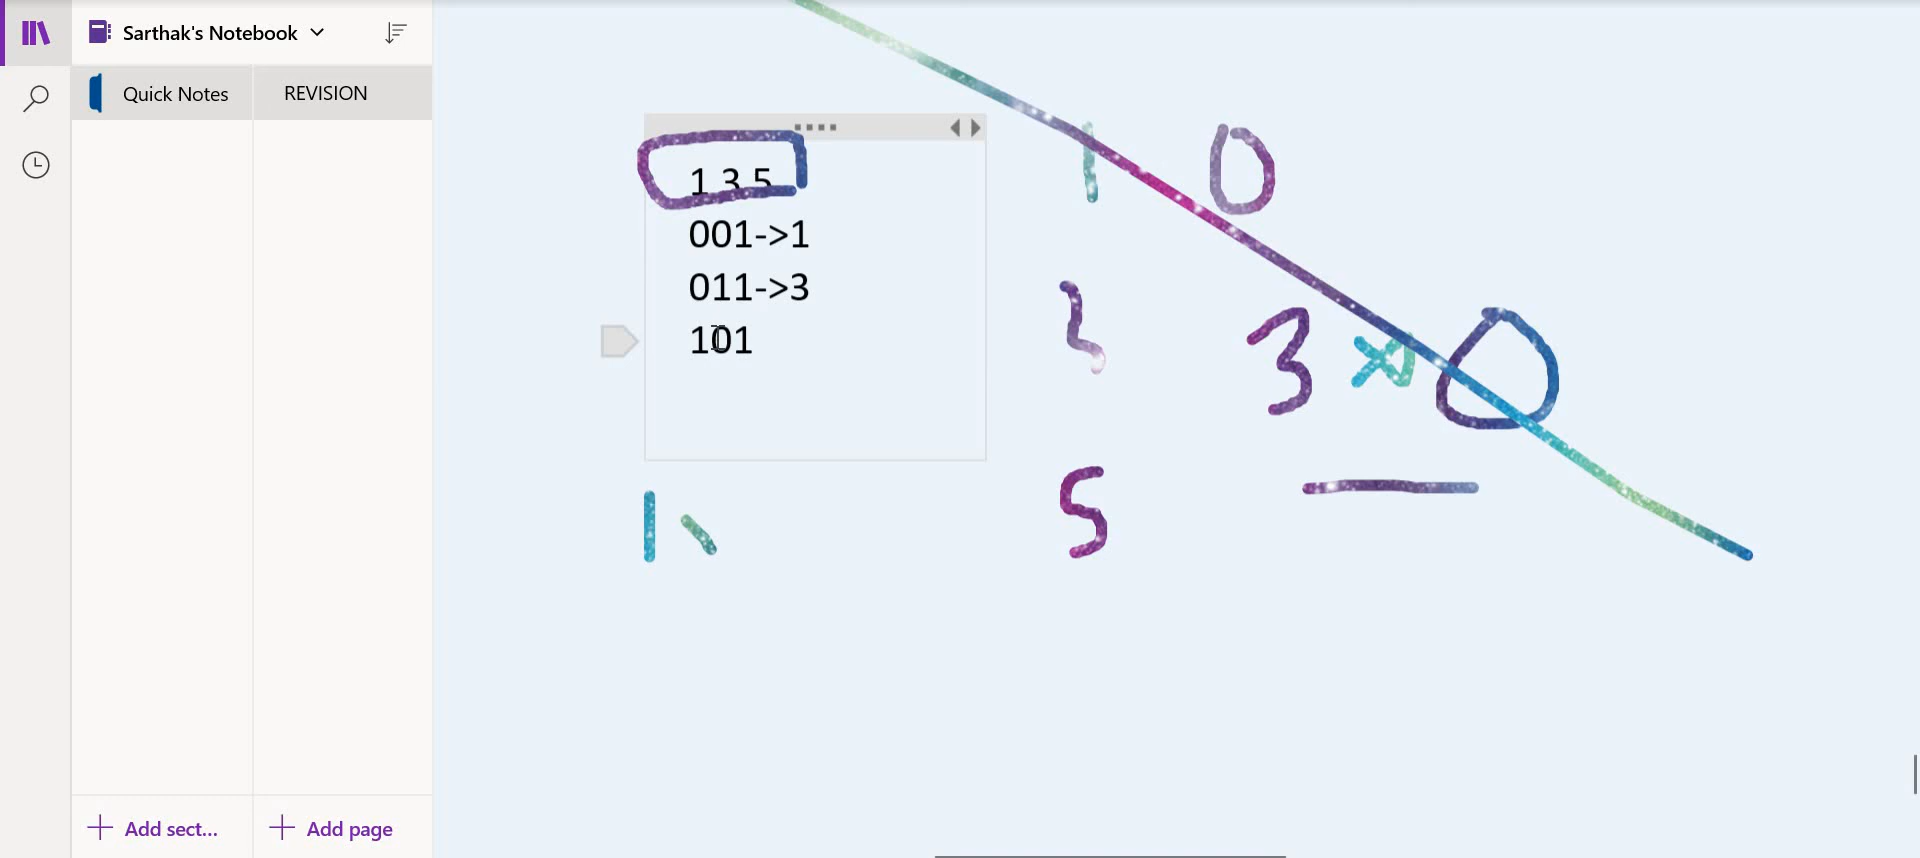 Sarthak's Notebook
Quick Notes
REVISION
1 3 5
001->1
011->3
101
1 0
3
3 * 0
5
1
Add sect...
Add page